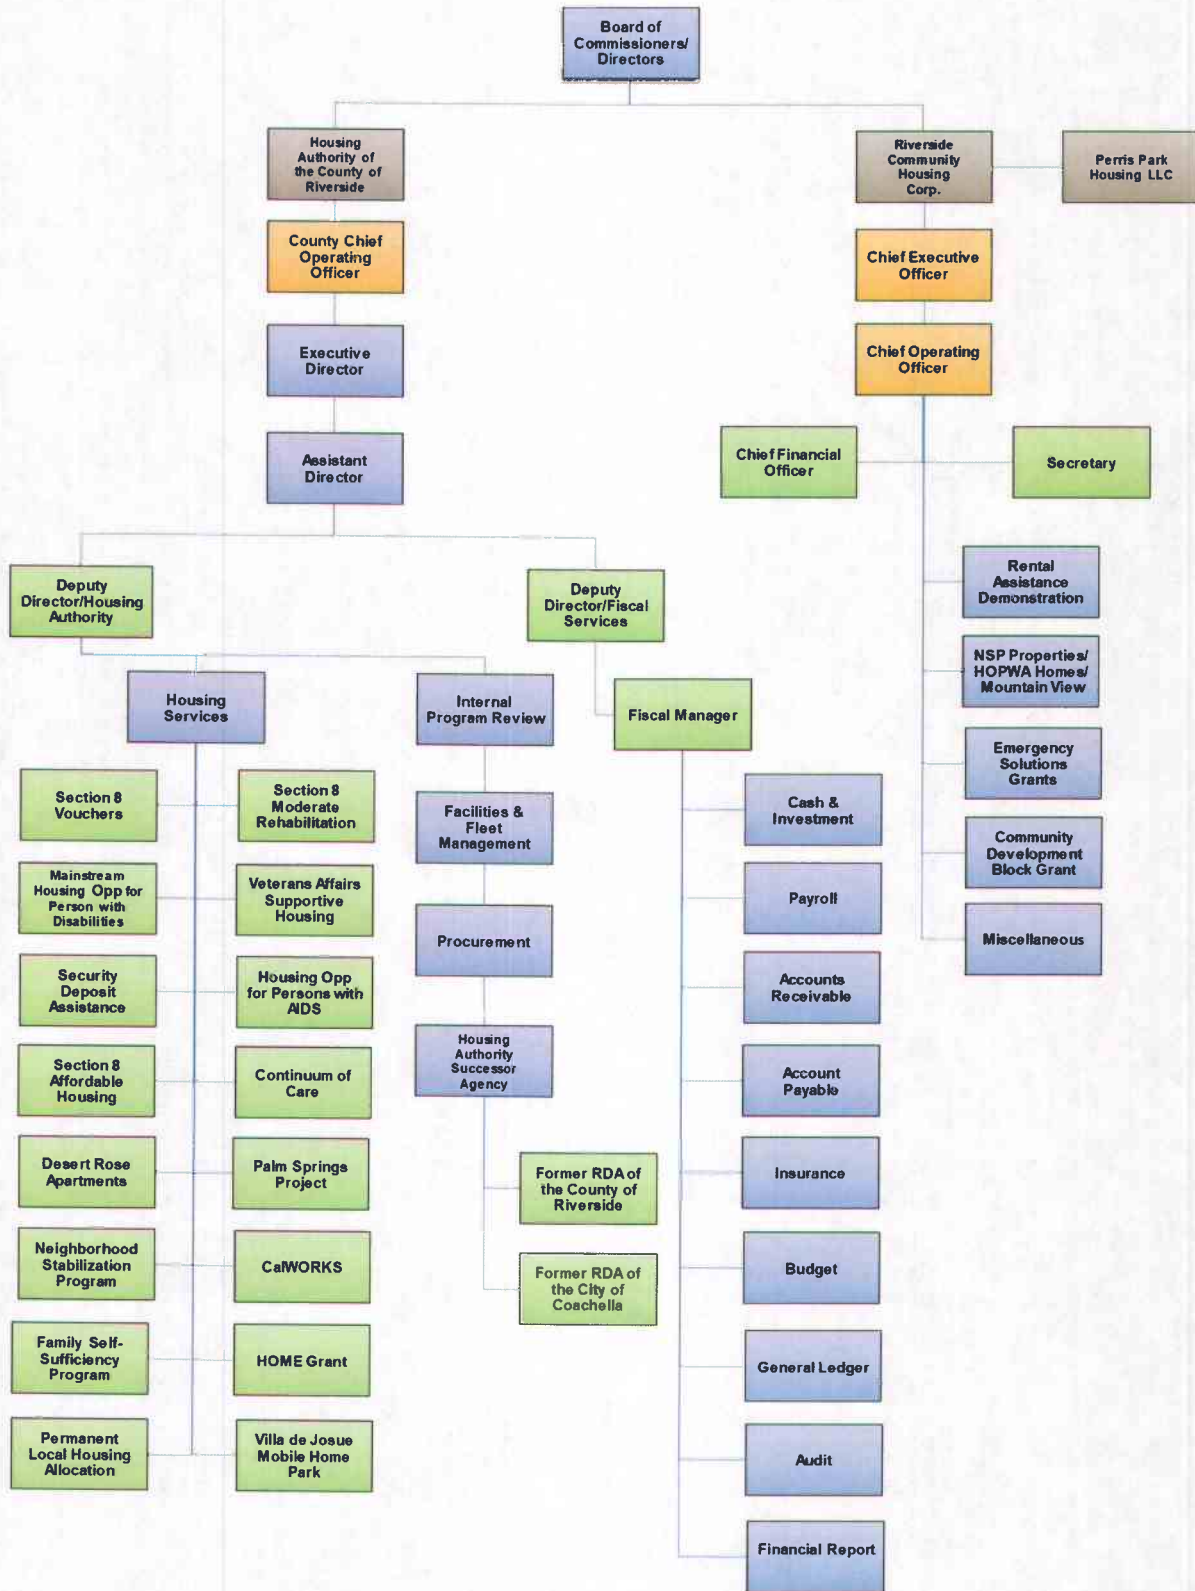 Board of
Commissioners/
Directors
Housing
Authority of
the County of
Riverside
Riverside
Community
Housing
Corp.
Perris Park
Housing LLC
County Chief
Operating
Officer
Chief Executive
Officer
Executive
Director
Chief Operating
Officer
Assistant
Director
Chief Financial
Officer
Secretary
Deputy
Director/Housing
Authority
Deputy
Director/Fiscal
Services
Rental
Assistance
Demonstration
NSP Properties/
HOPWA Homes/
Mountain View
Emergency
Solutions
Grants
Community
Development
Block Grant
Miscellaneous
Housing
Services
Internal
Program Review
Fiscal Manager
Section 8
Vouchers
Section 8
Moderate
Rehabilitation
Mainstream
Housing Opp for
Person with
Disabilities
Veterans Affairs
Supportive
Housing
Security
Deposit
Assistance
Housing Opp
for Persons with
AIDS
Section 8
Affordable
Housing
Continuum of
Care
Desert Rose
Apartments
Palm Springs
Project
Neighborhood
Stabilization
Program
CalWORKS
Family Self-
Sufficiency
Program
HOME Grant
Permanent
Local Housing
Allocation
Villa de Josue
Mobile Home
Park
Facilities &
Fleet
Management
Procurement
Housing
Authority
Successor
Agency
Former RDA of
the County of
Riverside
Former RDA of
the City of
Coachella
Cash &
Investment
Payroll
Accounts
Receivable
Account
Payable
Insurance
Budget
General Ledger
Audit
Financial Report